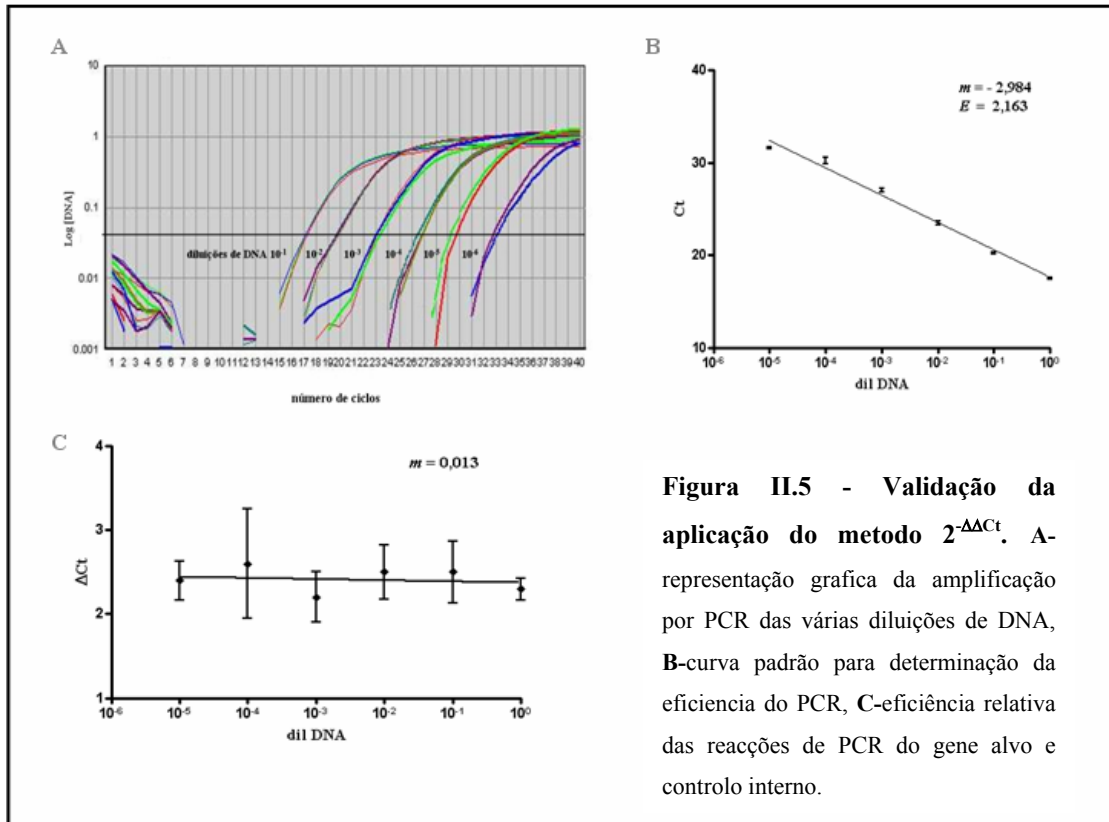 A
10
1
0.1
0.01
0.001
Log [DNA]
diluições de DNA 10⁻¹ 10⁻² 10⁻³ 10⁻⁴ 10⁻⁵ 10⁻⁶
1 2 3 4 5 6 7 8 9 10 11 12 13 14 15 16 17 18 19 20 21 22 23 24 25 26 27 28 29 30 31 32 33 34 35 36 37 38 39 40
número de ciclos
B
40
30
20
10
Ct
m = - 2,984
E = 2,163
10⁻⁶ 10⁻⁵ 10⁻⁴ 10⁻³ 10⁻² 10⁻¹ 10⁰
dil DNA
C
4
3
2
1
ΔCt
m = 0,013
10⁻⁶ 10⁻⁵ 10⁻⁴ 10⁻³ 10⁻² 10⁻¹ 10⁰
dil DNA
Figura II.5 - Validação da
aplicação do metodo 2^-ΔΔCt. A-
representação grafica da amplificação
por PCR das várias diluições de DNA,
B-curva padrão para determinação da
eficiencia do PCR, C-eficiência relativa
das reacções de PCR do gene alvo e
controlo interno.